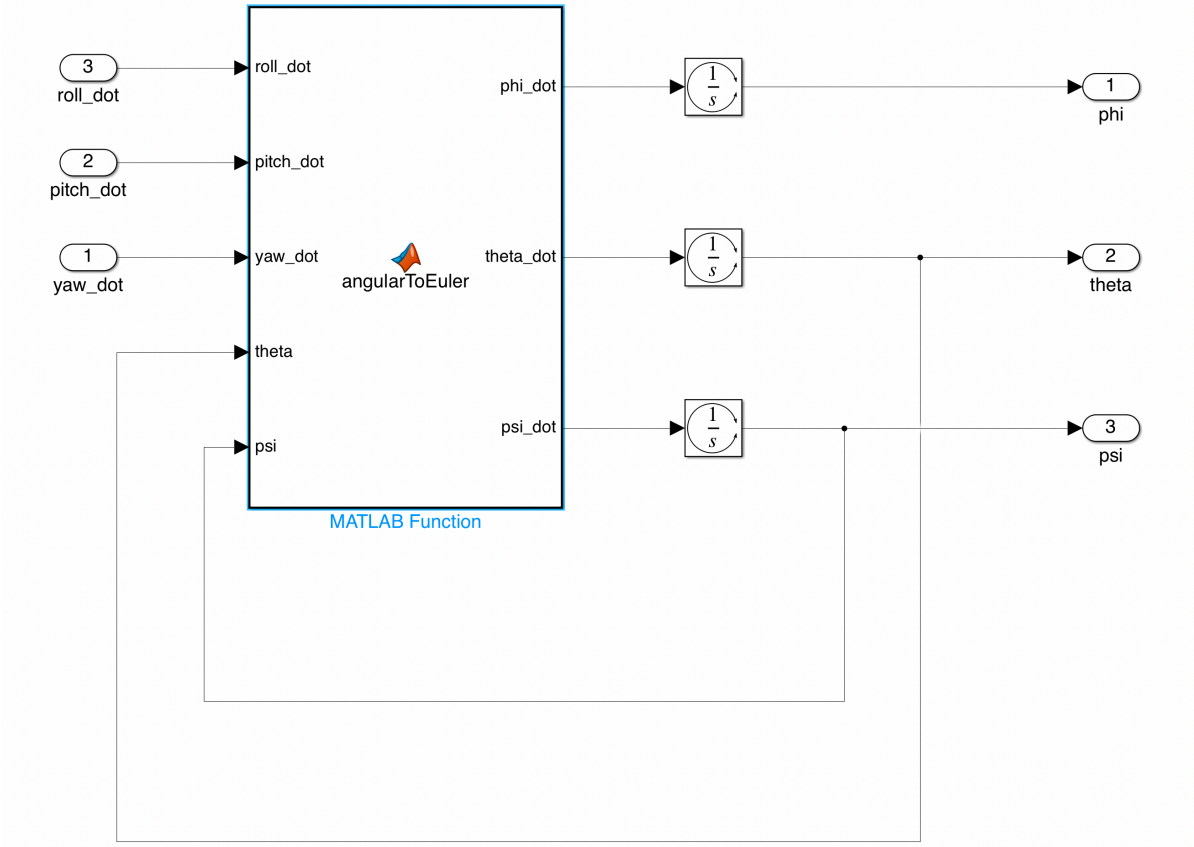 3
roll_dot
roll_dot
phi_dot
1
s
1
phi
2
pitch_dot
pitch_dot
1
yaw_dot
yaw_dot
angularToEuler
theta_dot
1
s
2
theta
theta
psi
psi_dot
1
s
3
psi
MATLAB Function